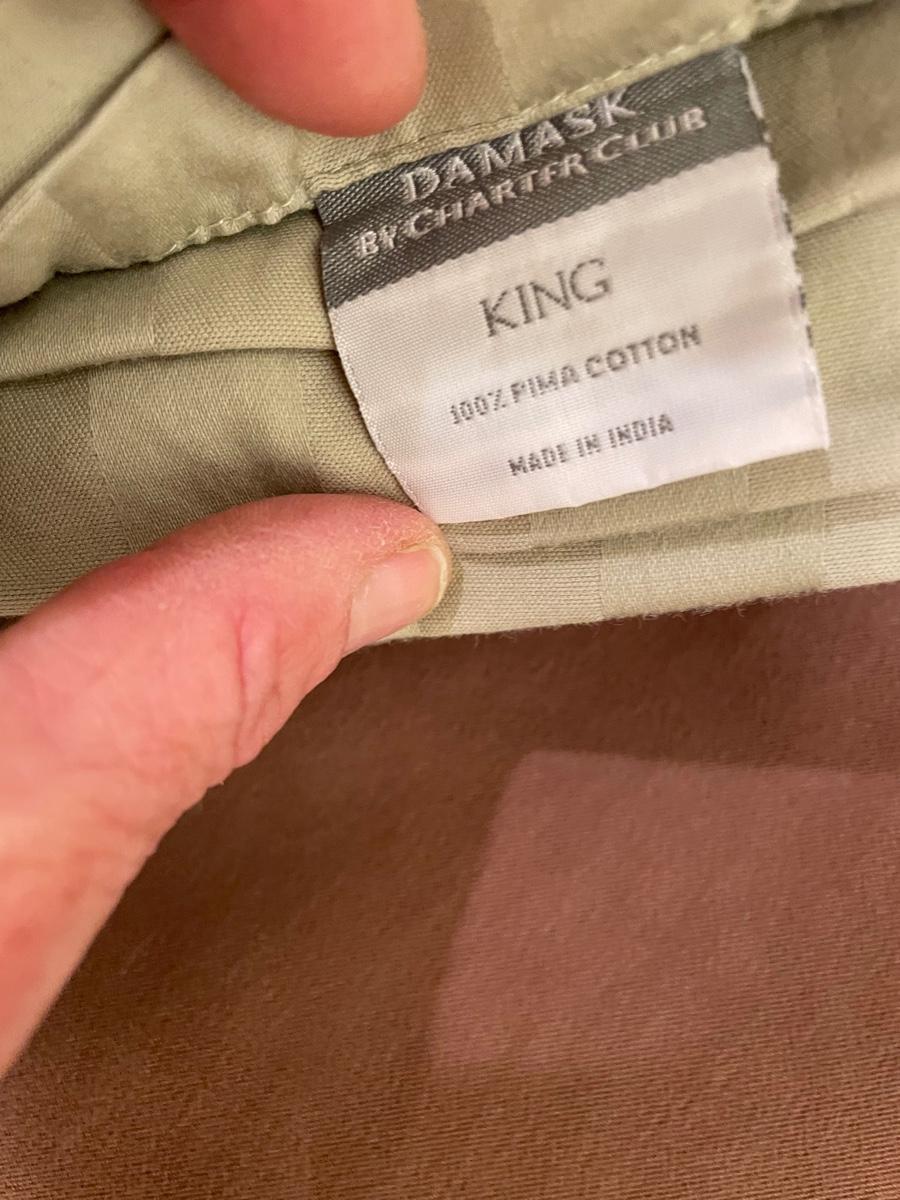 DAMASK
BY CHARTER CLUB
KING
100% PIMA COTTON
MADE IN INDIA